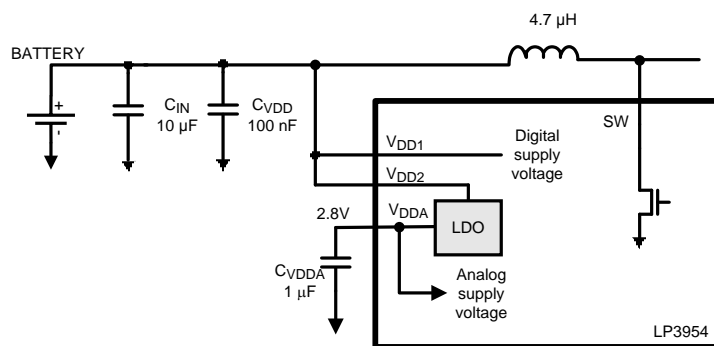 4.7 µH
BATTERY
+
-
CIN
10 µF
CVDD
100 nF
SW
VDD1
Digital
supply
voltage
VDD2
2.8V
VDDA
LDO
CVDDA
1 µF
Analog
supply
voltage
LP3954